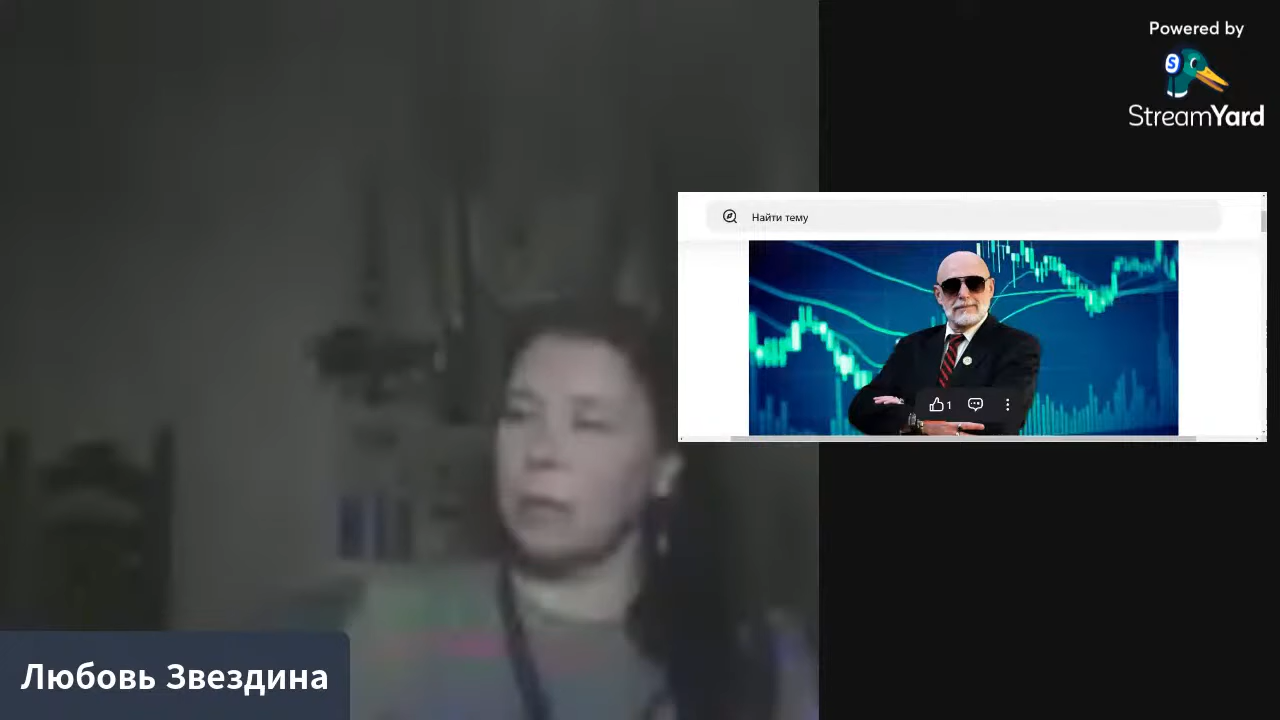 Powered by
S
StreamYard
Найти тему
1
Любовь Звездина